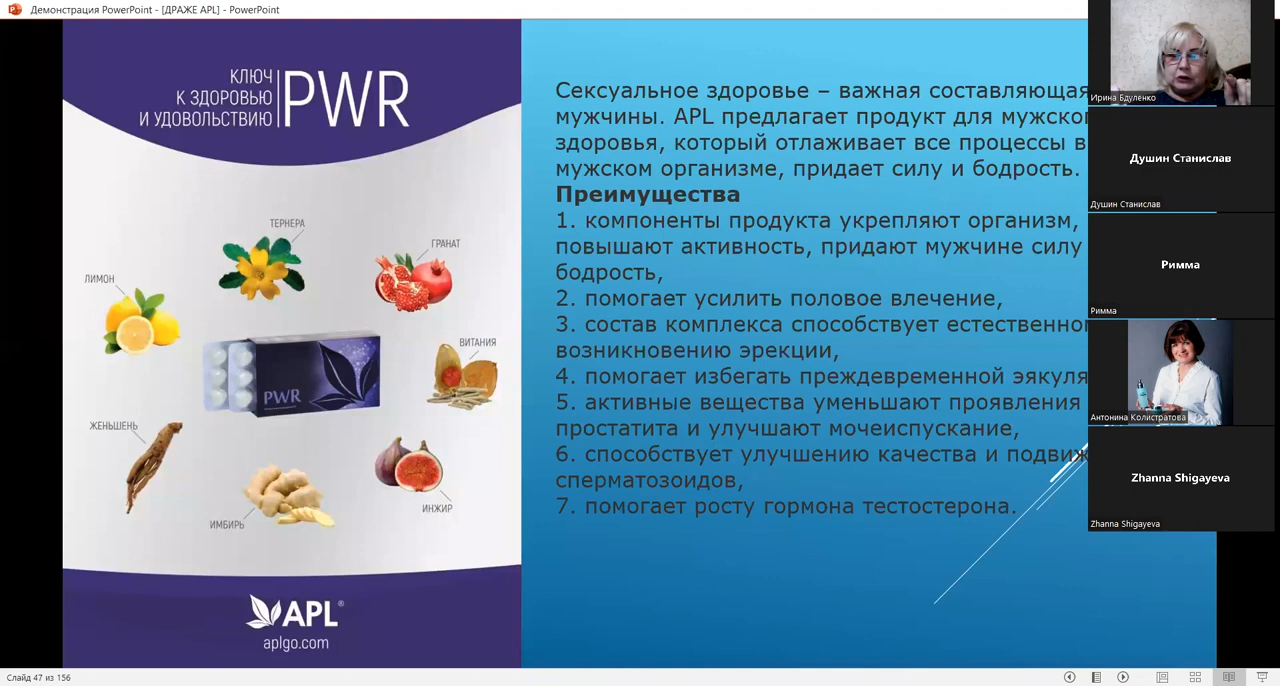 Демонстрация PowerPoint - [ДРАЖЕ APL] - PowerPoint
КЛЮЧ
К ЗДОРОВЬЮ
И УДОВОЛЬСТВИЮ
PWR
ТЕРНЕРА
ГРАНАТ
ЛИМОН
ВИТАНИЯ
PWR
ЖЕНЬШЕНЬ
ИНЖИР
ИМБИРЬ
APL®
aplgo.com
Сексуальное здоровье – важная составляющая
мужчины. APL предлагает продукт для мужског
здоровья, который отлаживает все процессы в
мужском организме, придает силу и бодрость.
Преимущества
1. компоненты продукта укрепляют организм,
повышают активность, придают мужчине силу
бодрость,
2. помогает усилить половое влечение,
3. состав комплекса способствует естественног
возникновению эрекции,
4. помогает избегать преждевременной эякуля
5. активные вещества уменьшают проявления
простатита и улучшают мочеиспускание,
6. способствует улучшению качества и подвиж
сперматозоидов,
7. помогает росту гормона тестостерона.
Ирина Бдуленко
Душин Станислав
Душин Станислав
Римма
Римма
Антонина Колистратова
Zhanna Shigayeva
Zhanna Shigayeva
Слайд 47 из 156